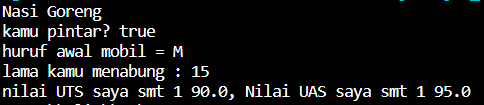 Nasi Goreng
kamu pintar? true
huruf awal mobil = M
lama kamu menabung : 15
nilai UTS saya smt 1 90.0, Nilai UAS saya smt 1 95.0